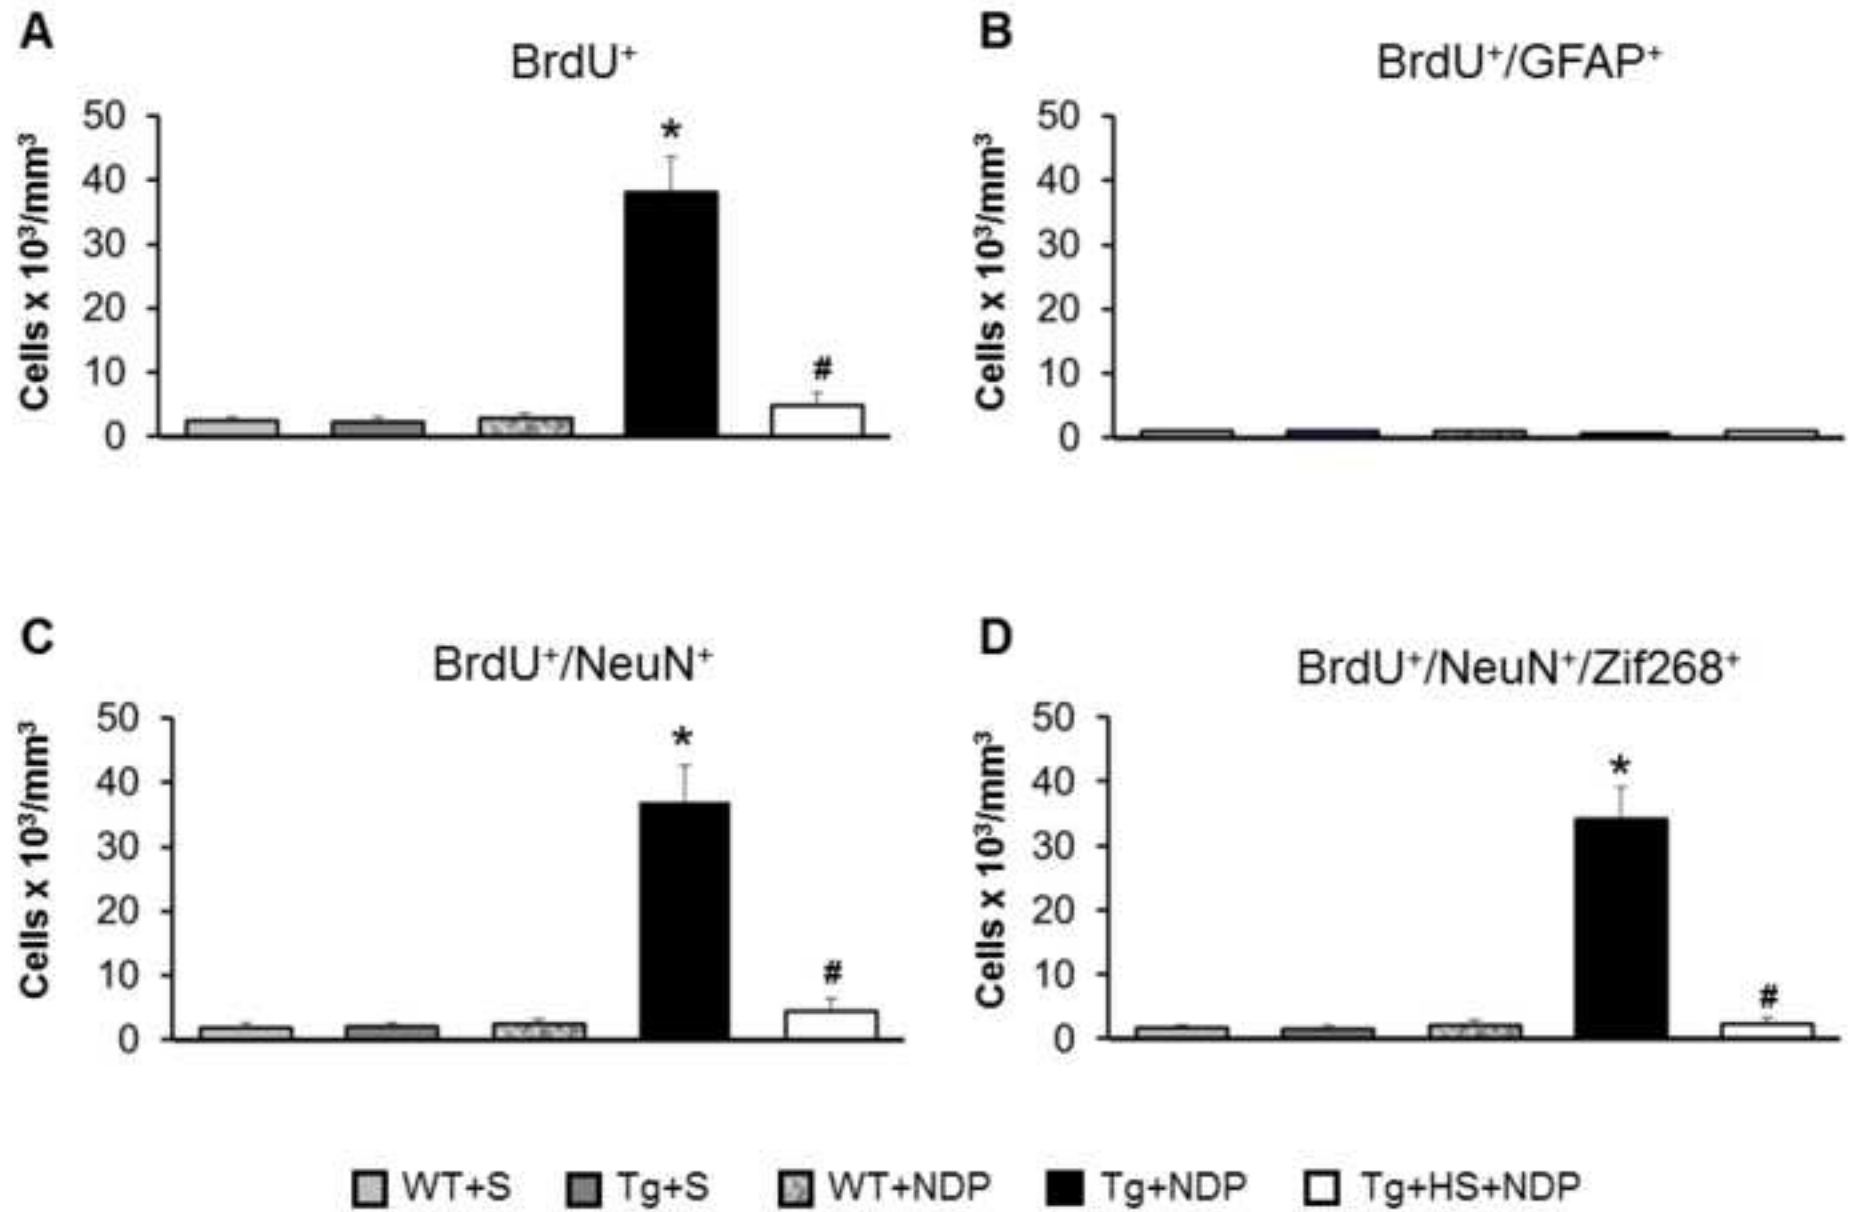 A
BrdU⁺
Cells x 10³/mm³
50
40
30
20
10
0
*
#
B
BrdU⁺/GFAP⁺
Cells x 10³/mm³
50
40
30
20
10
0
C
BrdU⁺/NeuN⁺
Cells x 10³/mm³
50
40
30
20
10
0
*
#
D
BrdU⁺/NeuN⁺/Zif268⁺
Cells x 10³/mm³
50
40
30
20
10
0
*
#
WT+S Tg+S WT+NDP Tg+NDP Tg+HS+NDP